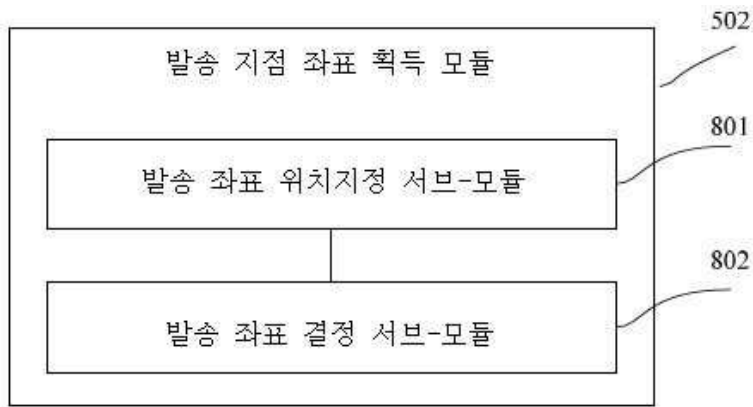 502
발송 지점 좌표 획득 모듈
801
발송 좌표 위치지정 서브-모듈
802
발송 좌표 결정 서브-모듈